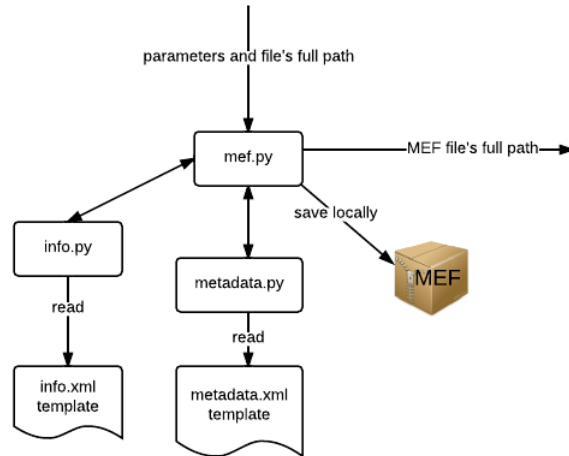 parameters and file's full path
mef.py
MEF file's full path
save locally
info.py
metadata.py
MEF
read
read
info.xml
template
metadata.xml
template